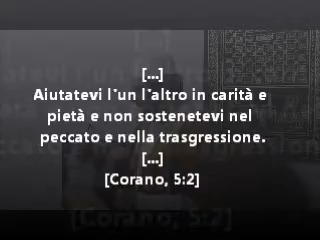 [...]
Aiutatevi l'un l'altro in carità e
pietà e non sostenetevi nel
peccato e nella trasgressione.
[...]
[Corano, 5:2]